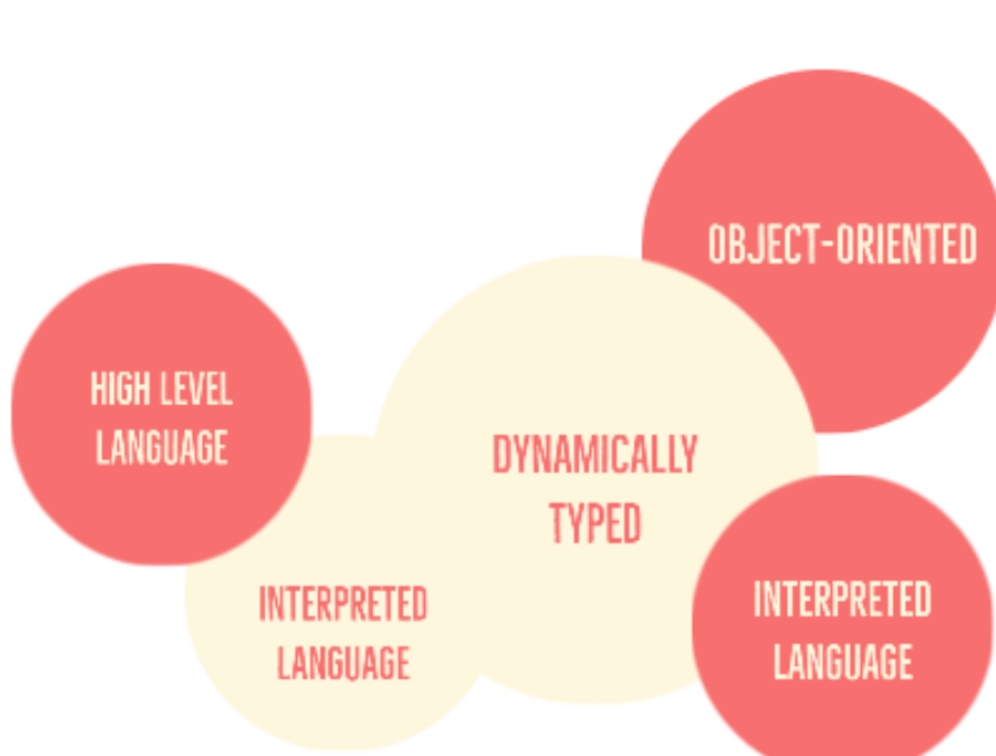 OBJECT-ORIENTED
HIGH LEVEL
LANGUAGE
DYNAMICALLY
TYPED
INTERPRETED
LANGUAGE
INTERPRETED
LANGUAGE